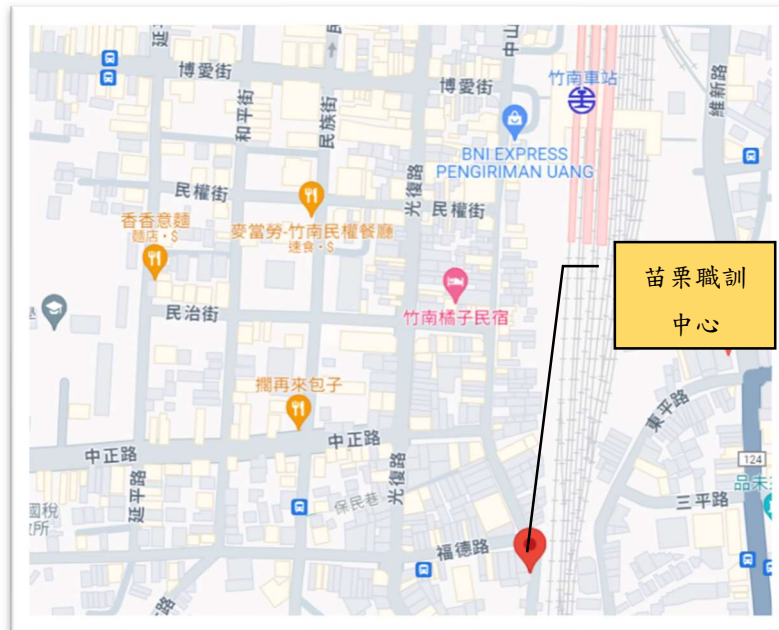 延平
民
中山
博愛街
博愛街
竹南車站
維新路
和平街
民族街
BNI EXPRESS
PENGIRIMAN UANG
民權街
光復路
民權街
香香意麵
麵店・$
麥當勞-竹南民權餐廳
速食・$
苗栗職訓
中心
學
民治街
竹南橘子民宿
擱再來包子
東平路
中正路
中正路
124
延平路
保民巷
光復路
三平路
國稅
福德路
路